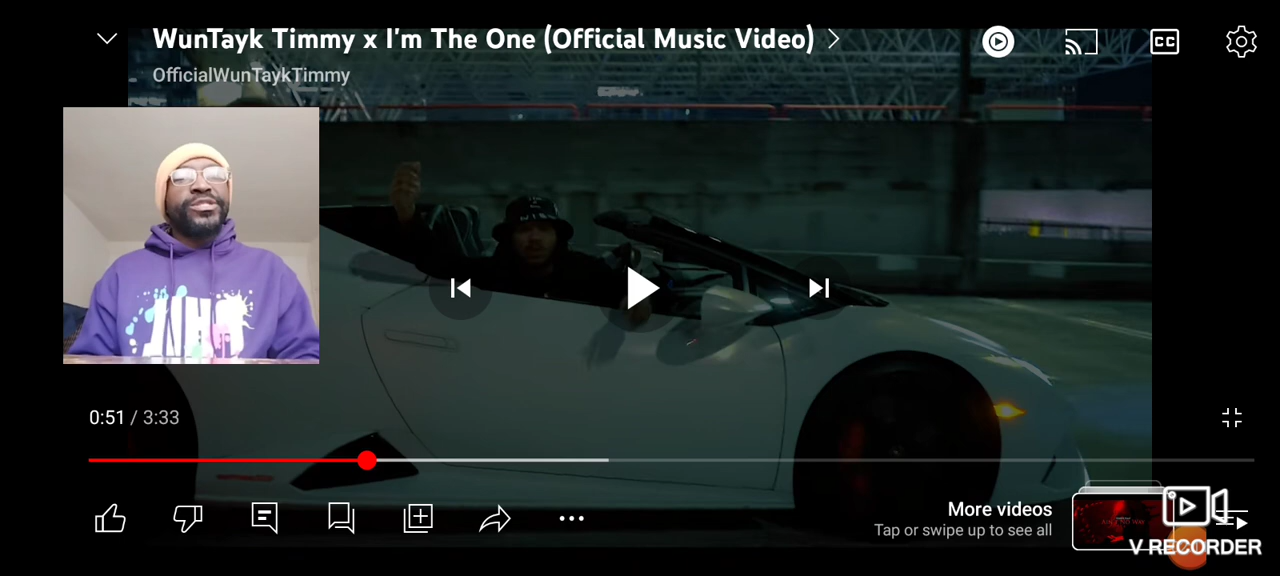 WunTayk Timmy x I'm The One (Official Music Video)
OfficialWunTaykTimmy
CC
0:51 / 3:33
More videos
Tap or swipe up to see all
V RECORDER